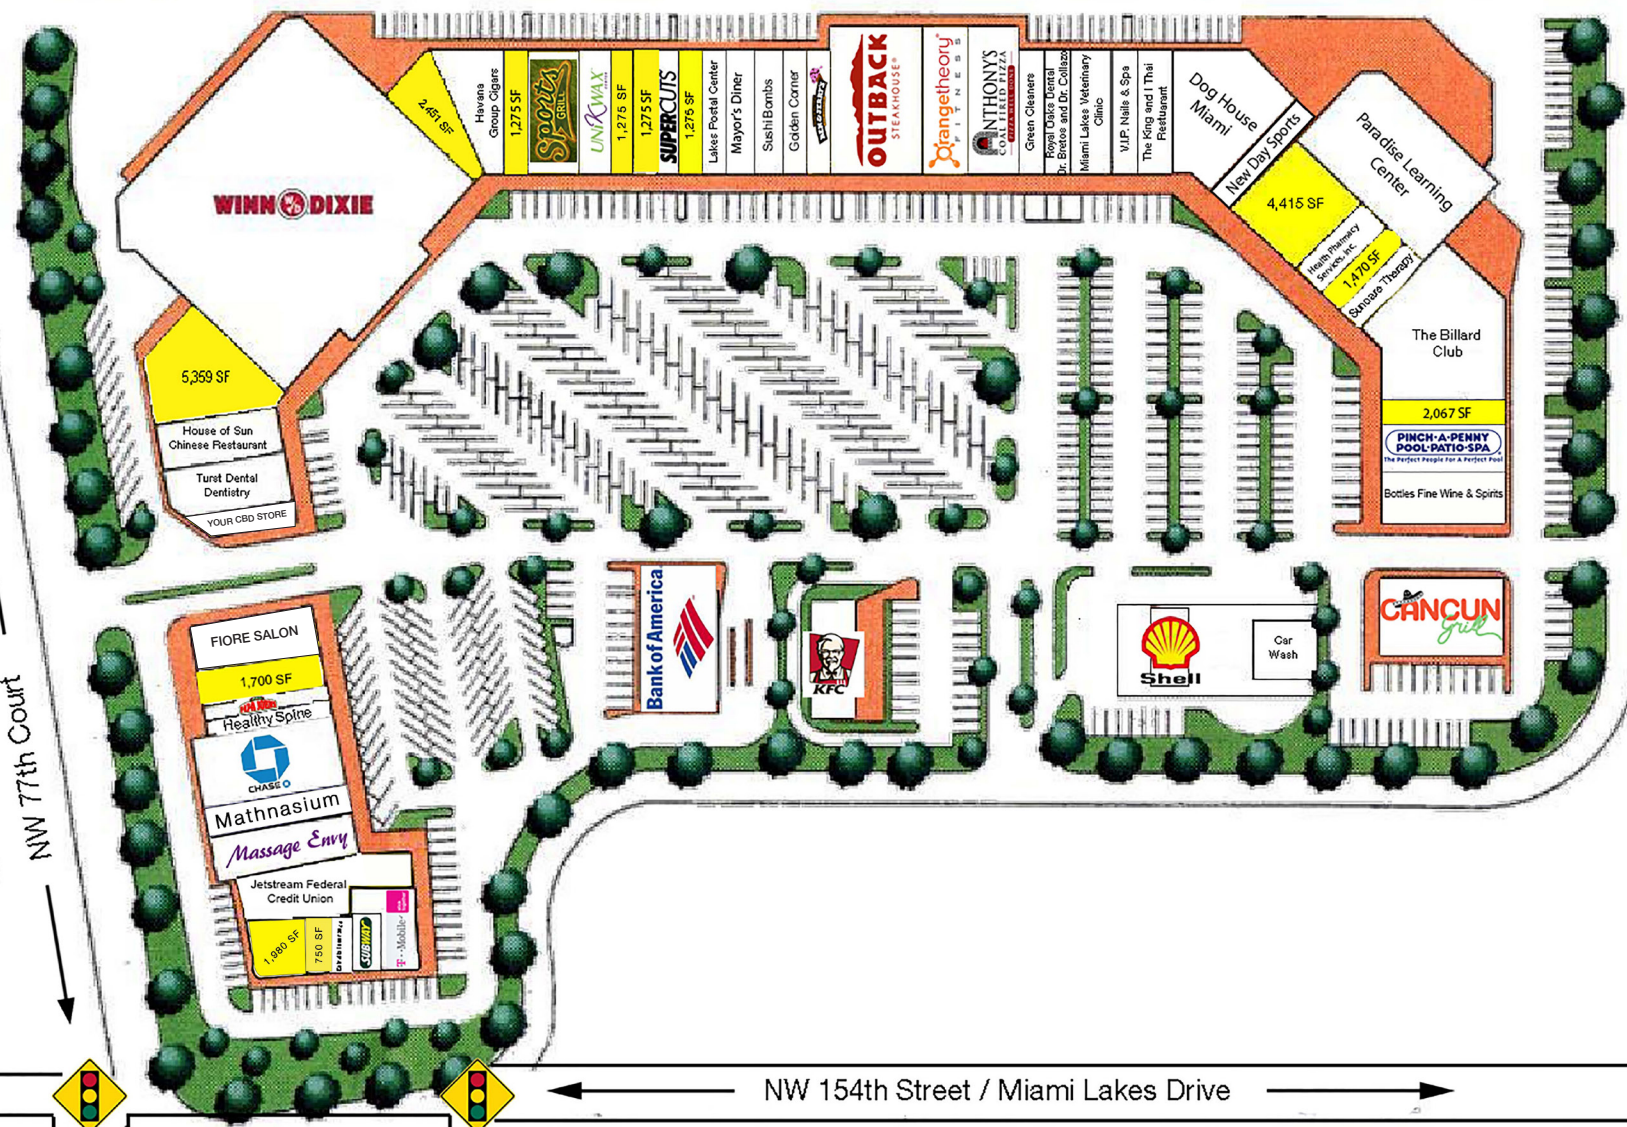 2,451 SF
Havana
Group Cigars
1,275 SF
Sports
GRILL
UNIKWAX
1,275 SF
1,275 SF
SUPERCUTS
1,275 SF
Lakes Postal Center
Mayor's Diner
Sushi Bombs
Golden Corner
OUTBACK
STEAKHOUSE®
orangetheory®
FITNESS
ANTHONY'S
COAL FIRED PIZZA
PIZZA WELL DONE
Green Cleaners
Royal Oaks Dental
Dr. Bretos and Dr. Collazo
Miami Lakes Veterinary
Clinic
V.I.P. Nails & Spa
The King and I Thai
Restuarant
Dog House
Miami
New Day Sports
Paradise Learning
Center
4,415 SF
Health Pharmacy
Services, Inc.
1,470 SF
Suncare Therapy
WINN DIXIE
The Billard
Club
5,359 SF
2,067 SF
House of Sun
Chinese Restaurant
PINCH·A·PENNY
POOL·PATIO·SPA
The Perfect People For A Perfect Pool
Turst Dental
Dentistry
Bottles Fine Wine & Spirits
YOUR CBD STORE
FIORE SALON
Bank of America
KFC
Shell
Car
Wash
CANCUN
Grill
1,700 SF
Healthy Spine
CHASE
Mathnasium
Massage Envy
Jetstream Federal
Credit Union
1,980 SF
750 SF
SUBWAY
T··Mobile·
NW 77th Court
NW 154th Street / Miami Lakes Drive